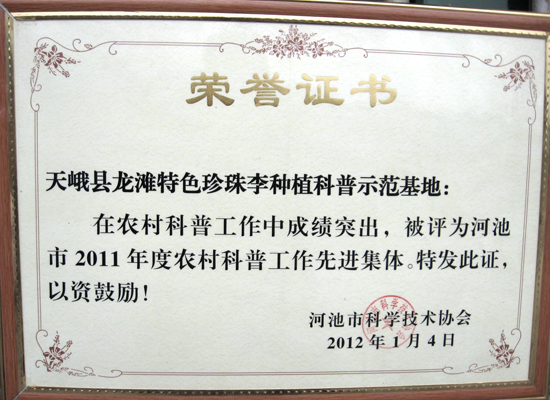 荣誉证书
天峨县龙滩特色珍珠李种植科普示范基地：
在农村科普工作中成绩突出，被评为河池
市2011年度农村科普工作先进集体。特发此证，
以资鼓励！
河池市科学技术协会
2012年1月4日